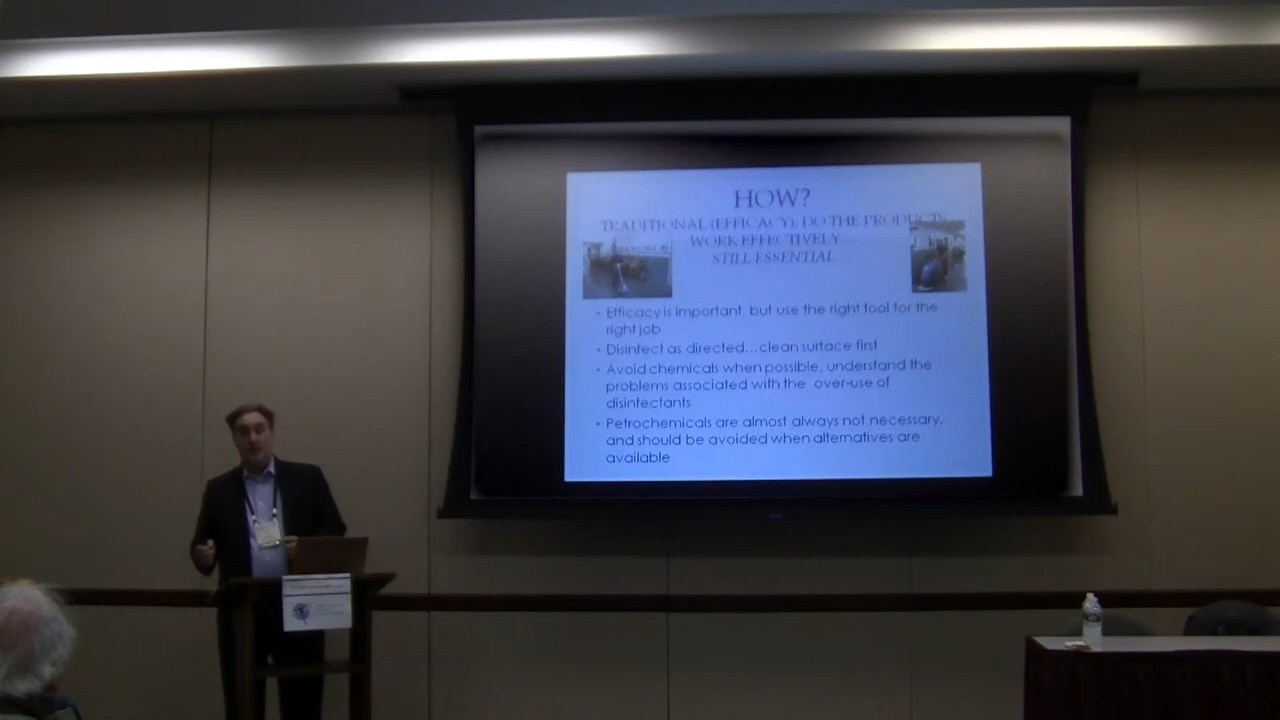 HOW?
TRADITIONAL (EFFICACY): DO THE PRODUCTS
WORK EFFECTIVELY…
STILL ESSENTIAL
• Efficacy is important, but use the right tool for the
right job
• Disinfect as directed…clean surface first
• Avoid chemicals when possible, understand the
problems associated with the over-use of
disinfectants
• Petrochemicals are almost always not necessary,
and should be avoided when alternatives are
available